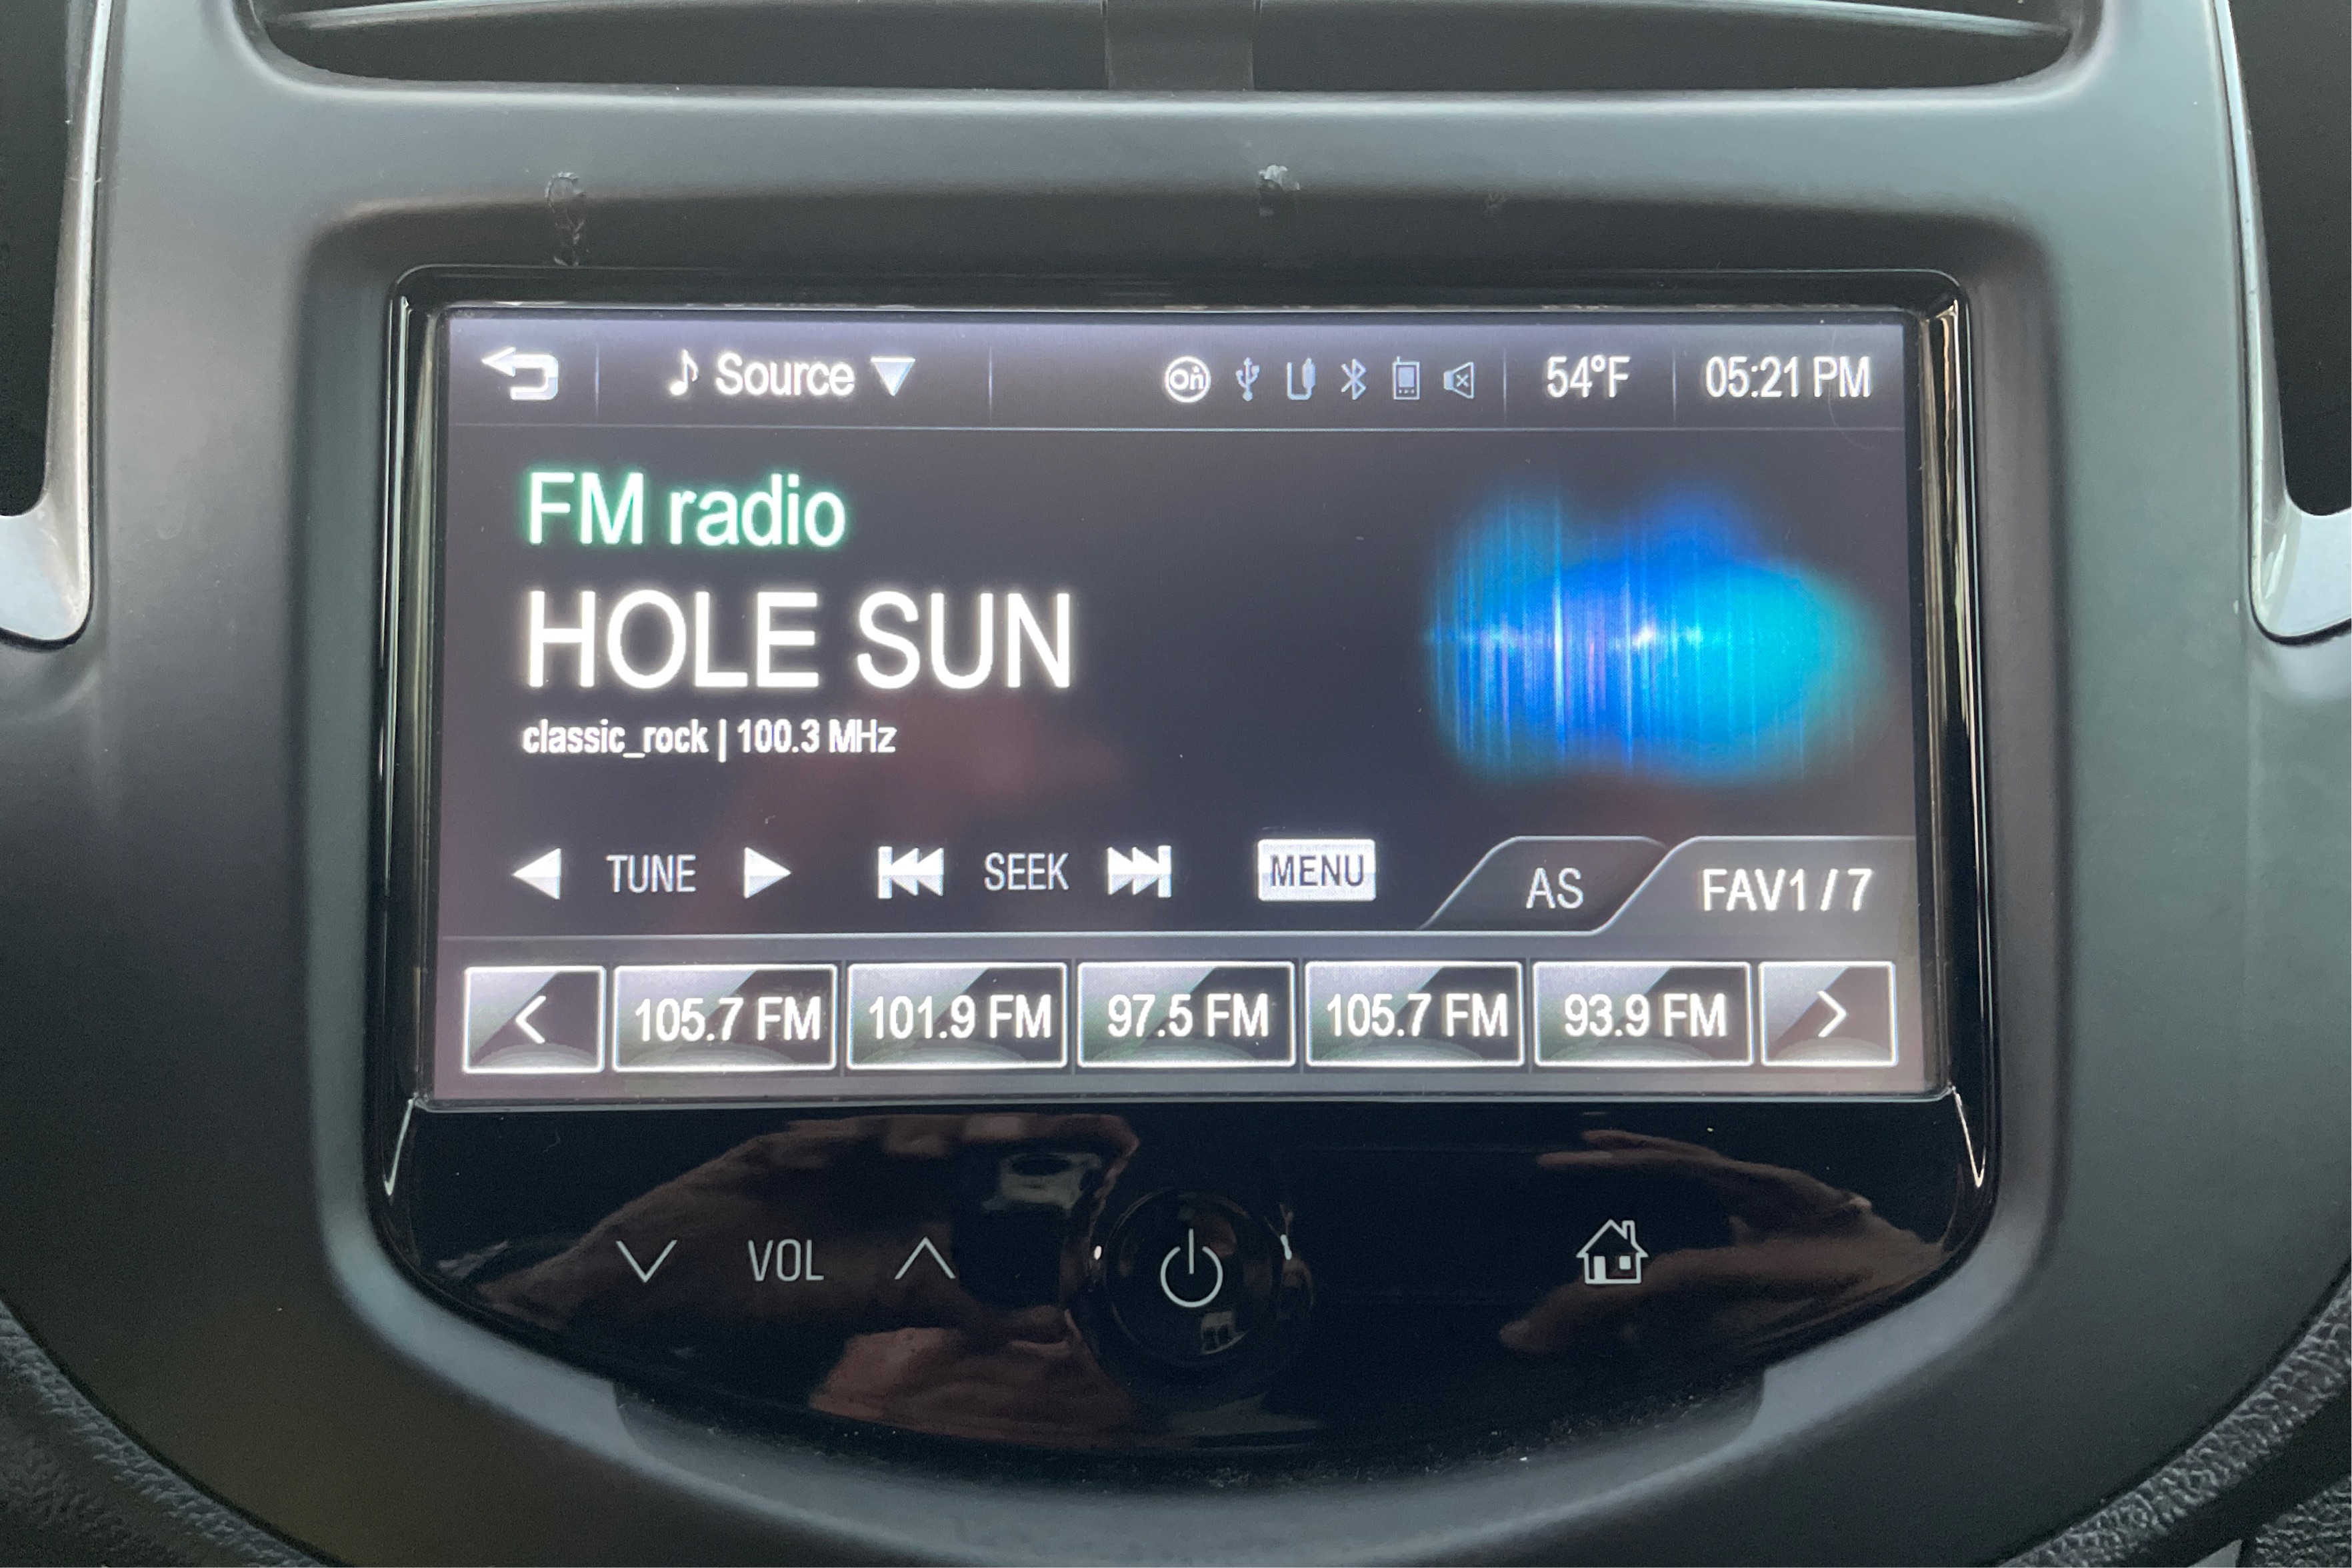 Source
On 54°F 05:21 PM
FM radio
HOLE SUN
classic_rock | 100.3 MHz
TUNE SEEK MENU AS FAV1 / 7
< 105.7 FM 101.9 FM 97.5 FM 105.7 FM 93.9 FM >
VOL